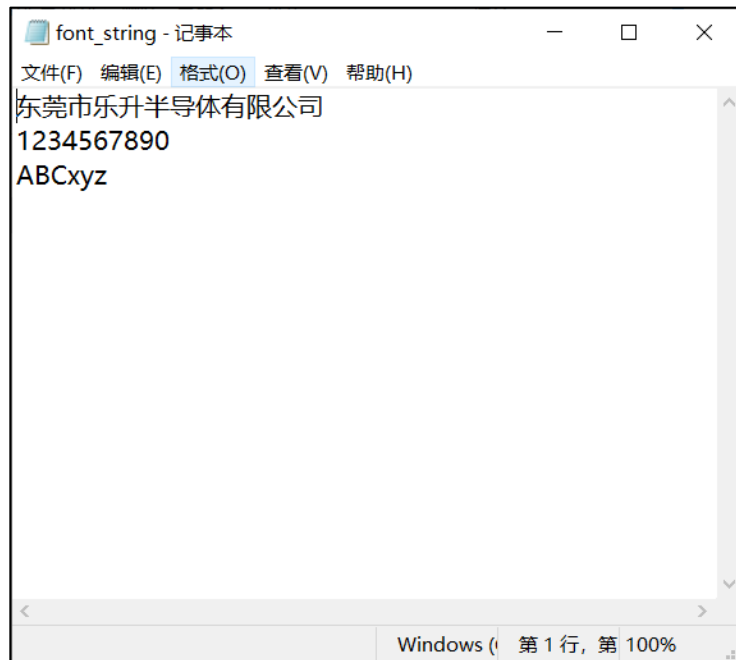 font_string - 记事本
文件(F) 编辑(E) 格式(O) 查看(V) 帮助(H)
东莞市乐升半导体有限公司
1234567890
ABCxyz
Windows ( 第 1 行，第 100%